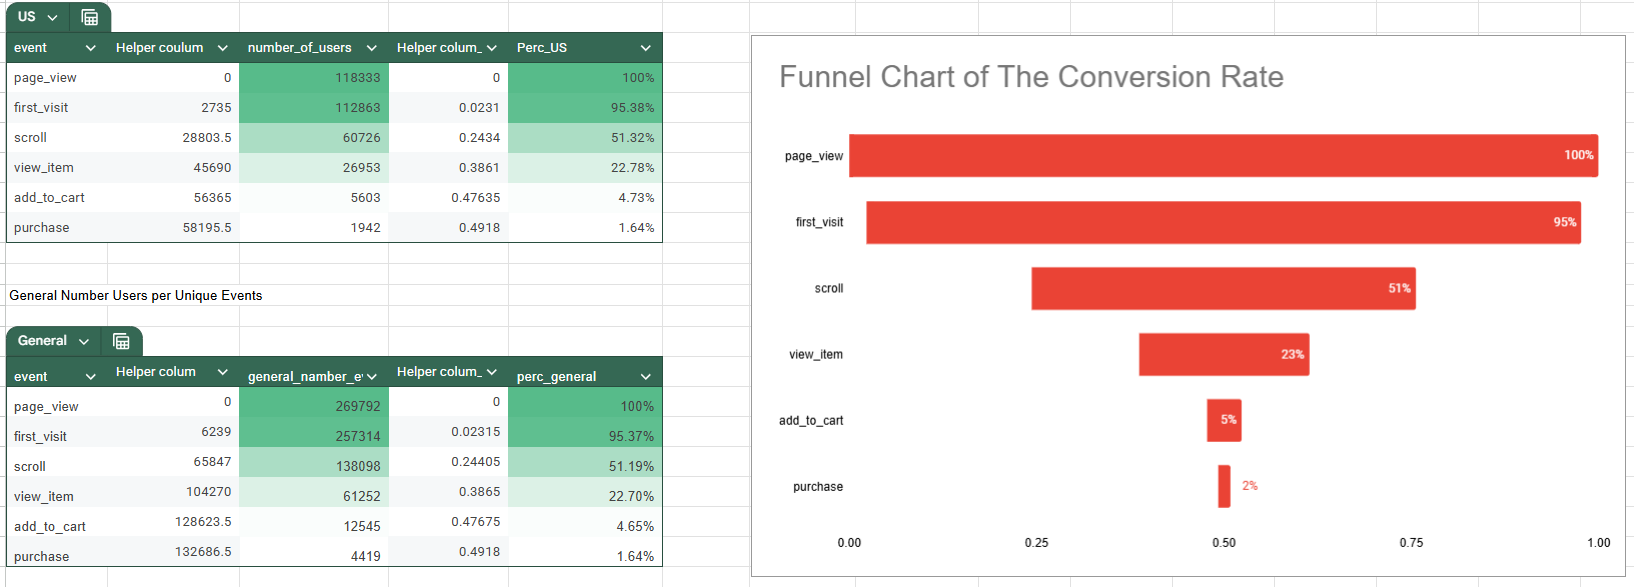 US
event Helper coulum number_of_users Helper colum_ Perc_US
page_view 0 118333 0 100%
first_visit 2735 112863 0.0231 95.38%
scroll 28803.5 60726 0.2434 51.32%
view_item 45690 26953 0.3861 22.78%
add_to_cart 56365 5603 0.47635 4.73%
purchase 58195.5 1942 0.4918 1.64%
General Number Users per Unique Events
General
event Helper colum general_namber_e Helper colum_ perc_general
page_view 0 269792 0 100%
first_visit 6239 257314 0.02315 95.37%
scroll 65847 138098 0.24405 51.19%
view_item 104270 61252 0.3865 22.70%
add_to_cart 128623.5 12545 0.47675 4.65%
purchase 132686.5 4419 0.4918 1.64%
Funnel Chart of The Conversion Rate
page_view 100%
first_visit 95%
scroll 51%
view_item 23%
add_to_cart 5%
purchase 2%
0.00 0.25 0.50 0.75 1.00